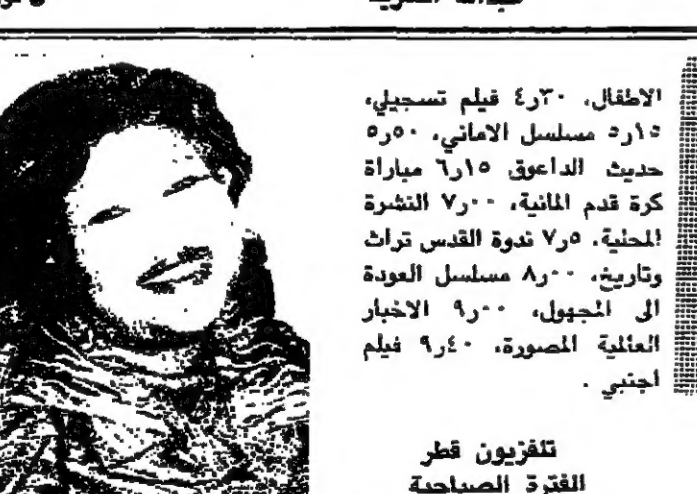 الاطفال، ٣٠ر٤ فيلم تسجيلي،
١٥ر٥ مسلسل الاماني، ٥٠ر٥
حديث الداعوق ١٥ر٦ مباراة
كرة قدم المانية، ٠٠ر٧ النشرة
المحلية، ٥ر٧ ندوة القدس تراث
وتاريخ، ٠٠ر٨ مسلسل العودة
الى المجهول، ٠٠ر٩ الاخبار
العالمية المصورة، ٤٠ر٩ فيلم
اجنبي .
تلفزيون قطر
الفترة الصباحية